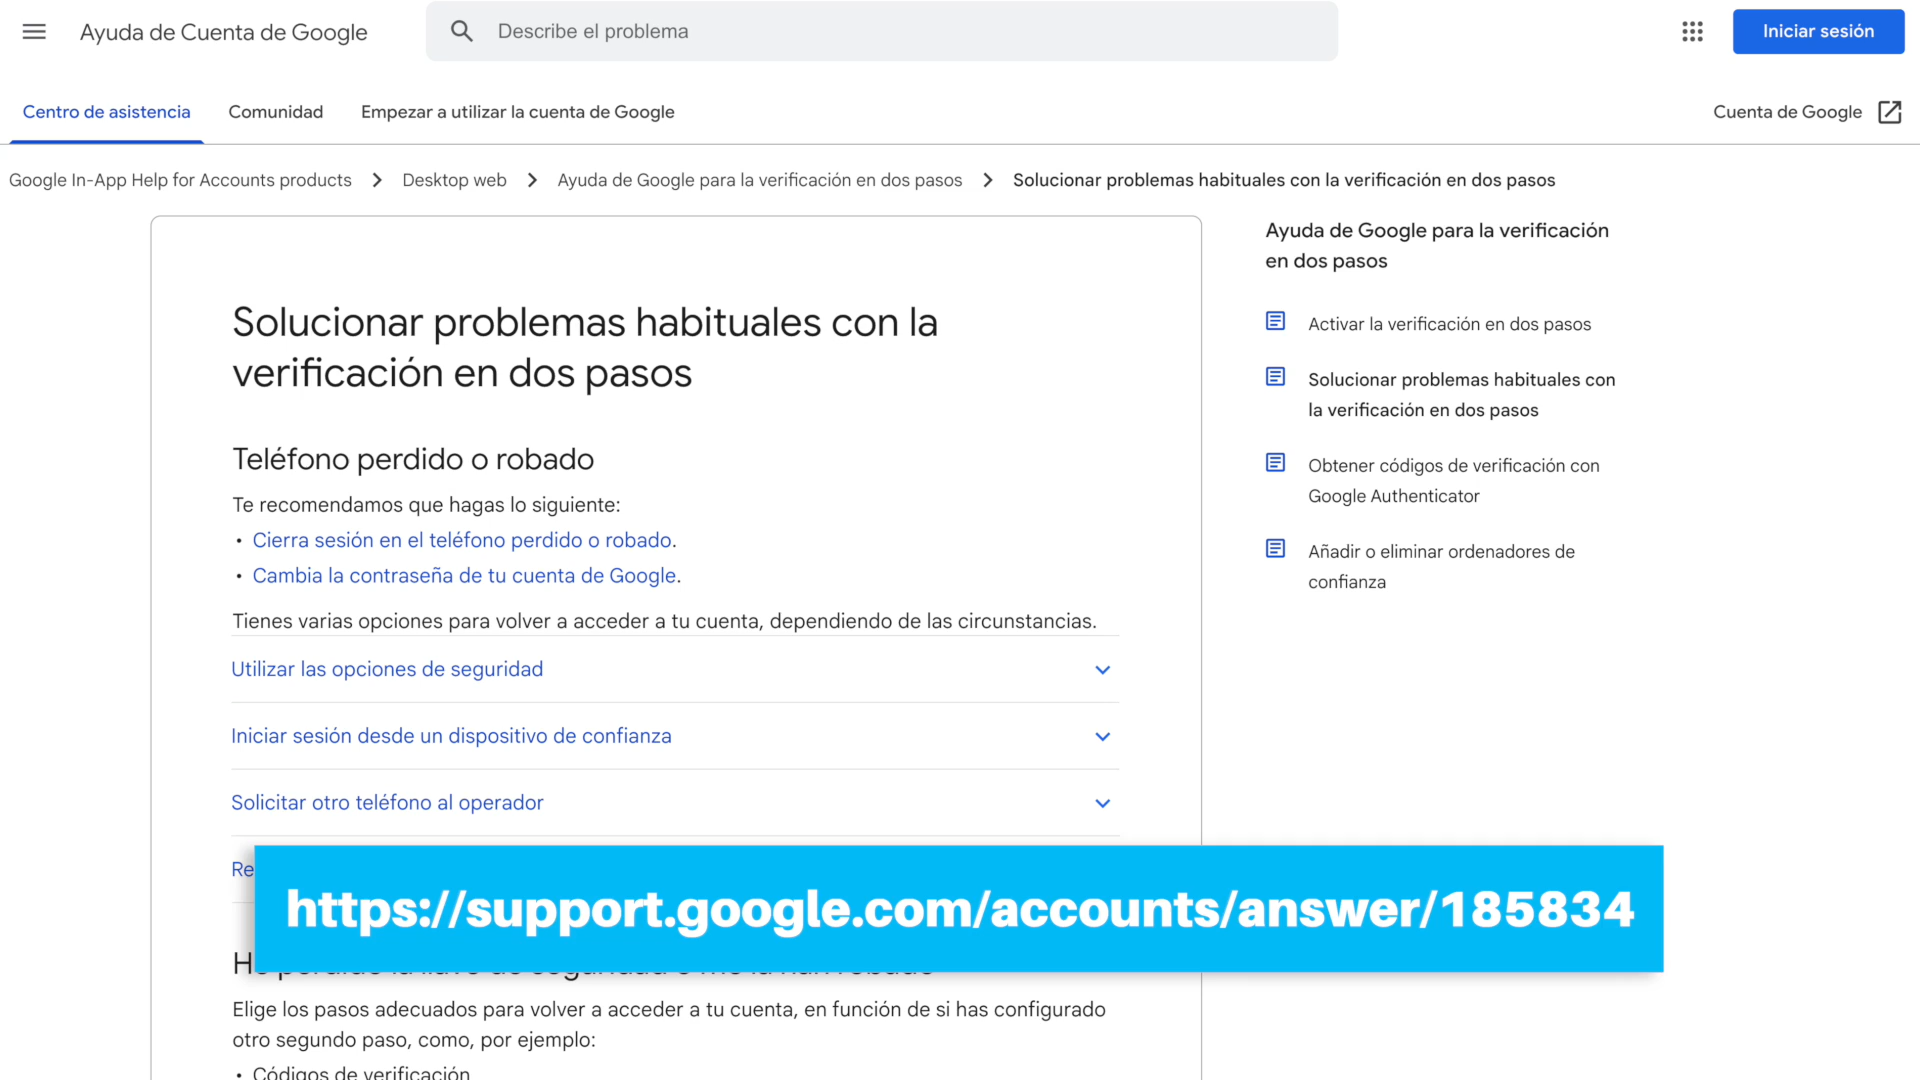 Ayuda de Cuenta de Google
Describe el problema
Iniciar sesión
Centro de asistencia
Comunidad
Empezar a utilizar la cuenta de Google
Cuenta de Google
Google In-App Help for Accounts products
Desktop web
Ayuda de Google para la verificación en dos pasos
Solucionar problemas habituales con la verificación en dos pasos
Solucionar problemas habituales con la
verificación en dos pasos
Teléfono perdido o robado
Te recomendamos que hagas lo siguiente:
• Cierra sesión en el teléfono perdido o robado.
• Cambia la contraseña de tu cuenta de Google.
Tienes varias opciones para volver a acceder a tu cuenta, dependiendo de las circunstancias.
Utilizar las opciones de seguridad
Iniciar sesión desde un dispositivo de confianza
Solicitar otro teléfono al operador
Re
https://support.google.com/accounts/answer/185834
Elige los pasos adecuados para volver a acceder a tu cuenta, en función de si has configurado
otro segundo paso, como, por ejemplo:
• Códigos de verificación
Ayuda de Google para la verificación
en dos pasos
Activar la verificación en dos pasos
Solucionar problemas habituales con
la verificación en dos pasos
Obtener códigos de verificación con
Google Authenticator
Añadir o eliminar ordenadores de
confianza